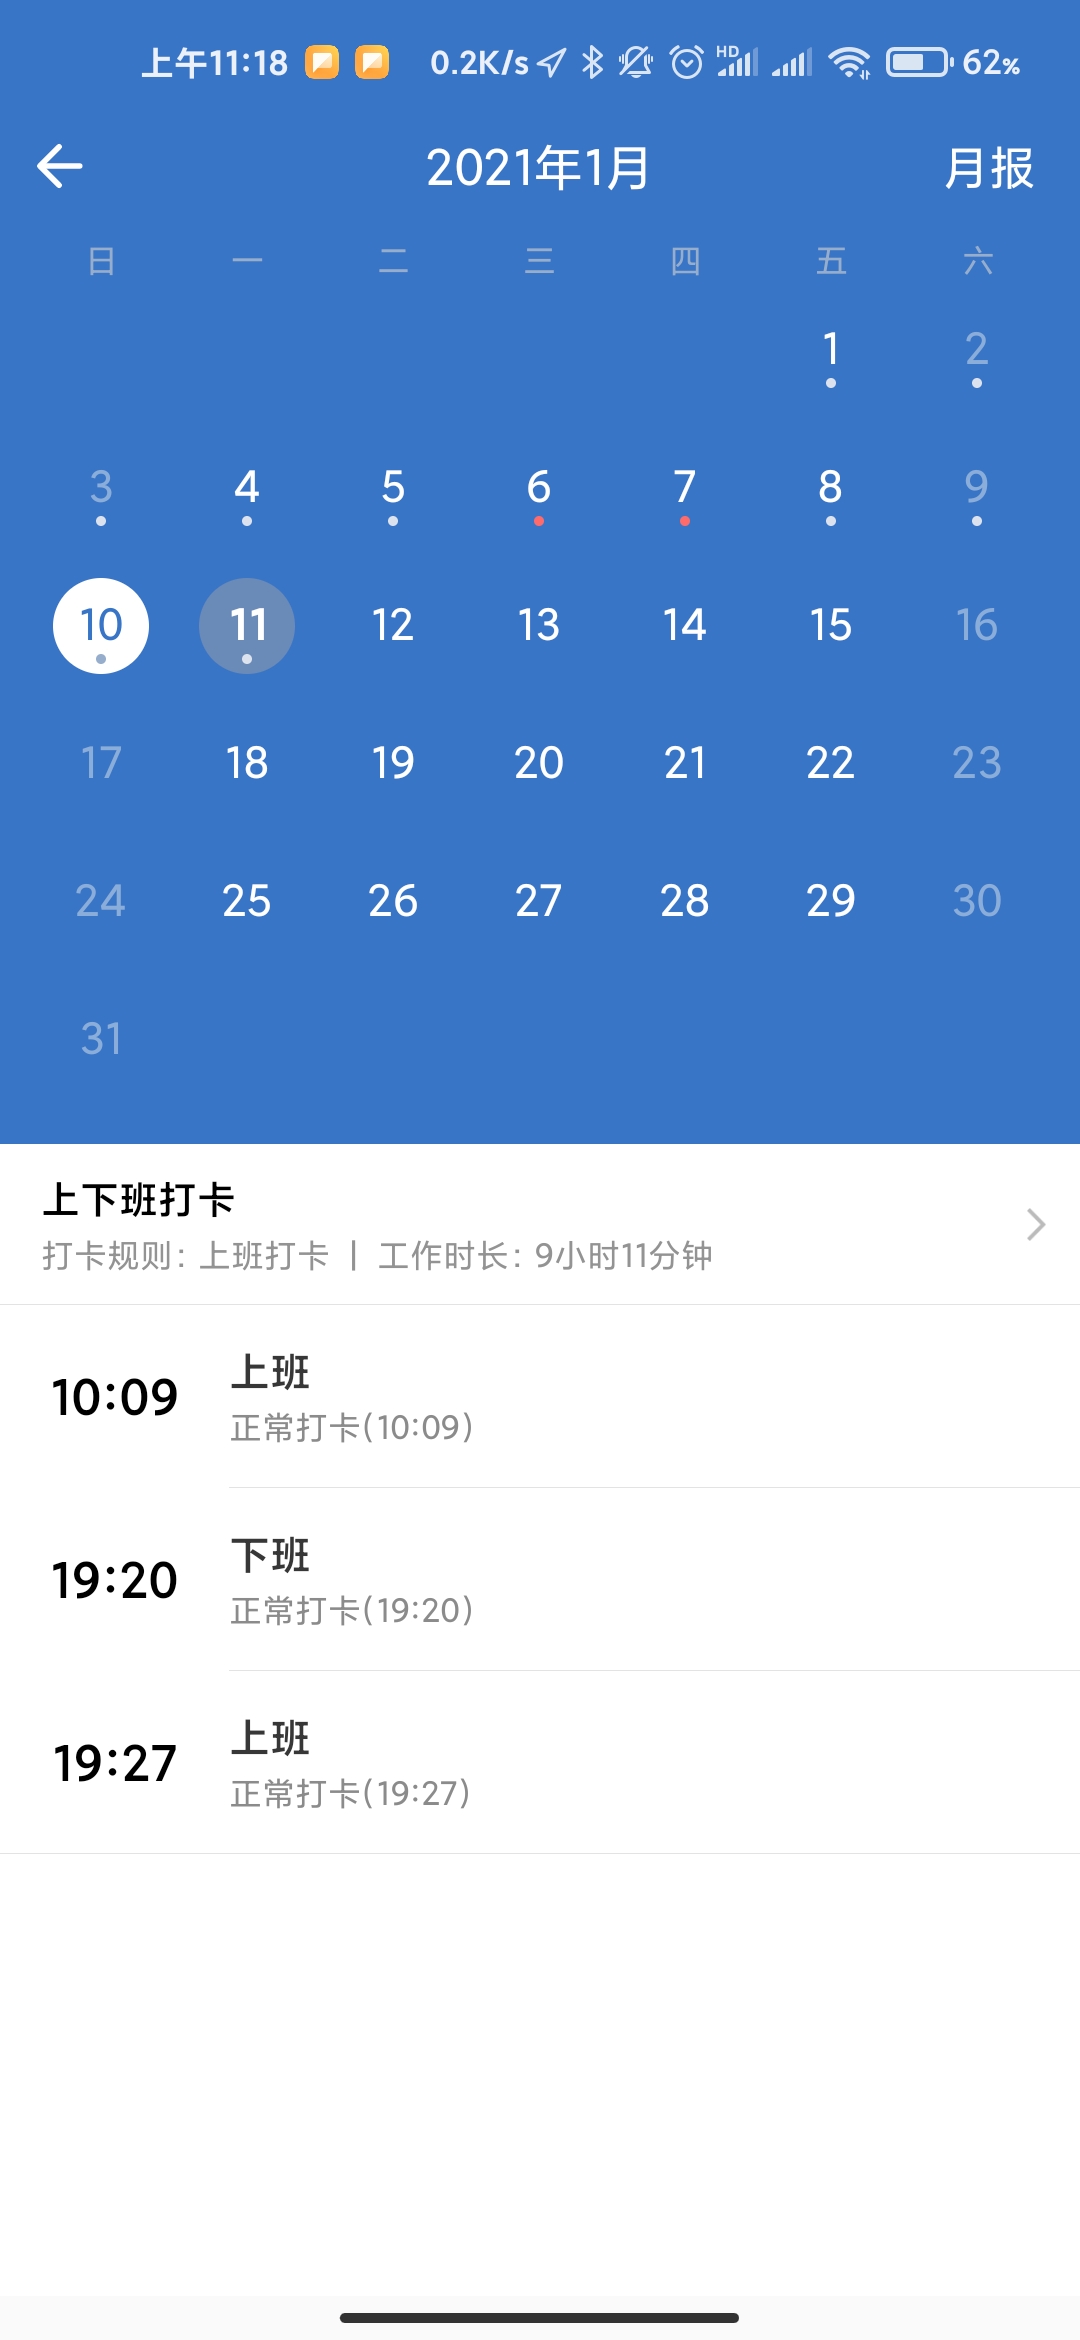 上午11:18 0.2K/s HD 62%
2021年1月 月报
日 一 二 三 四 五 六
1 2
3 4 5 6 7 8 9
10 11 12 13 14 15 16
17 18 19 20 21 22 23
24 25 26 27 28 29 30
31
上下班打卡
打卡规则: 上班打卡 | 工作时长: 9小时11分钟
10:09 上班
正常打卡(10:09)
19:20 下班
正常打卡(19:20)
19:27 上班
正常打卡(19:27)